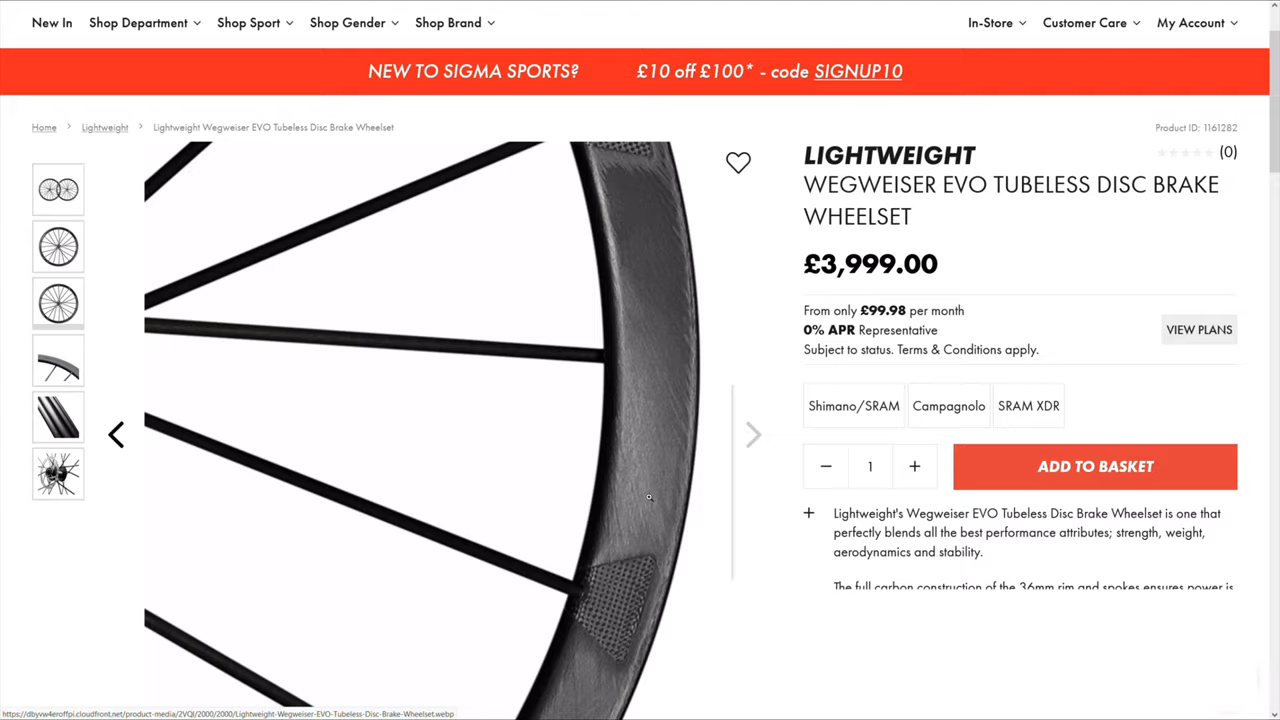 New In Shop Department Shop Sport Shop Gender Shop Brand In-Store Customer Care My Account
NEW TO SIGMA SPORTS? £10 off £100* - code SIGNUP10
Home Lightweight Lightweight Wegweiser EVO Tubeless Disc Brake Wheelset
Product ID: 1161282
LIGHTWEIGHT
(0)
WEGWEISER EVO TUBELESS DISC BRAKE
WHEELSET
£3,999.00
From only £99.98 per month
0% APR Representative
VIEW PLANS
Subject to status. Terms & Conditions apply.
Shimano/SRAM Campagnolo SRAM XDR
− 1 + ADD TO BASKET
+ Lightweight's Wegweiser EVO Tubeless Disc Brake Wheelset is one that
perfectly blends all the best performance attributes; strength, weight,
aerodynamics and stability.
The full carbon construction of the 36mm rim and spokes ensures power is
https://dbyvw4eroffpi.cloudfront.net/product-media/2VQJ/2000/2000/Lightweight-Wegweiser-EVO-Tubeless-Disc-Brake-Wheelset.webp